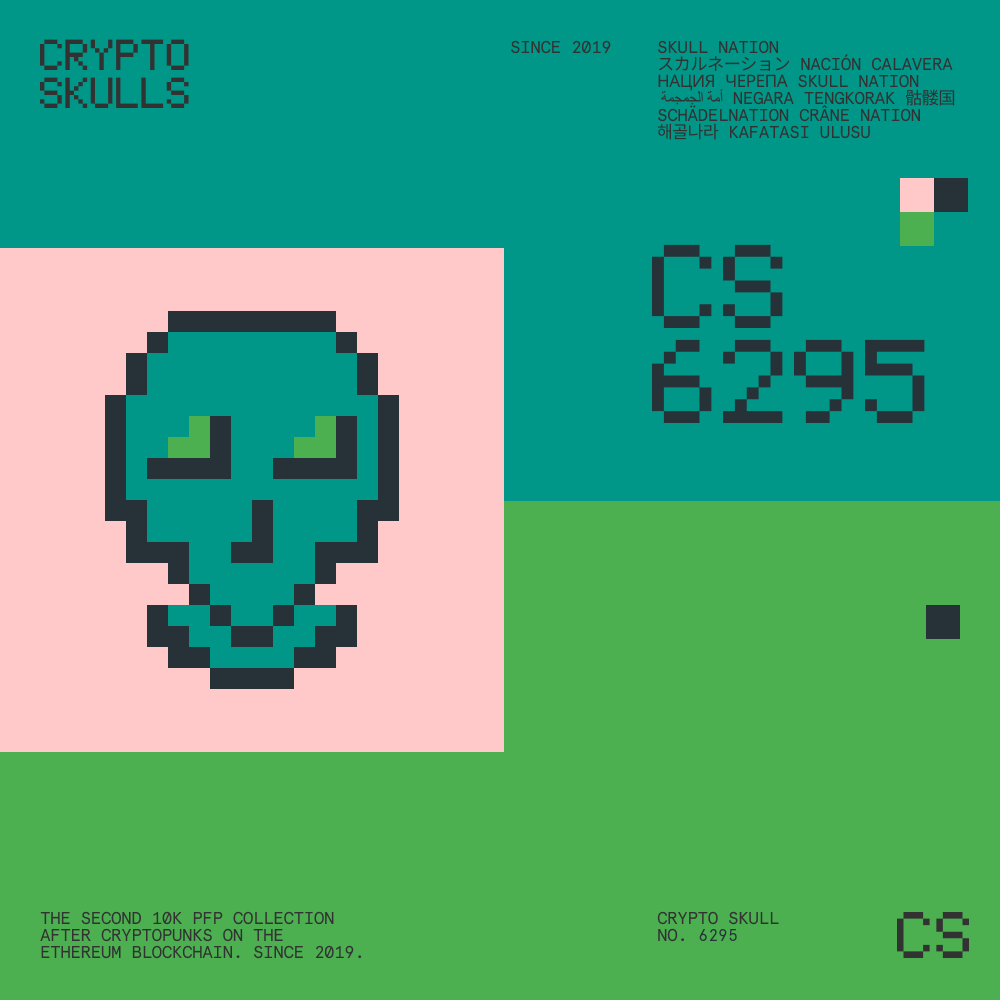 CRYPTO
SKULLS
SINCE 2019
SKULL NATION
スカルネーション NACIÓN CALAVERA
НАЦИЯ ЧЕРЕПА SKULL NATION
أمة الجمجمة NEGARA TENGKORAK 骷髅国
SCHÄDELNATION CRÂNE NATION
해골나라 KAFATASI ULUSU
CS
6295
THE SECOND 10K PFP COLLECTION
AFTER CRYPTOPUNKS ON THE
ETHEREUM BLOCKCHAIN. SINCE 2019.
CRYPTO SKULL
NO. 6295
CS